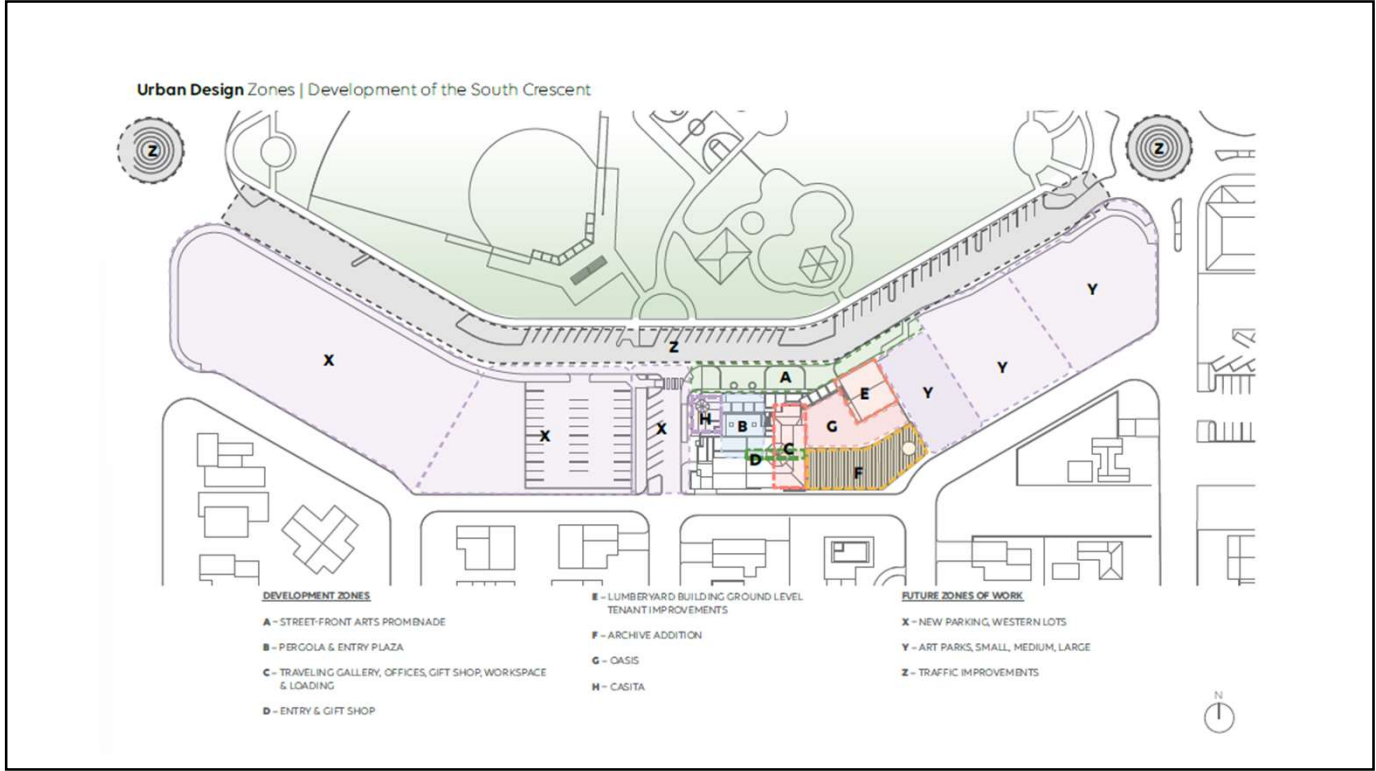 Urban Design Zones | Development of the South Crescent
Z
Z
Z
Y
X
A
Y
E
Y
H
B
G
X
X
C
D
F
DEVELOPMENT ZONES
A – STREET-FRONT ARTS PROMENADE
B – PERGOLA & ENTRY PLAZA
C – TRAVELING GALLERY, OFFICES, GIFT SHOP, WORKSPACE
& LOADING
D – ENTRY & GIFT SHOP
E – LUMBERYARD BUILDING GROUND LEVEL
TENANT IMPROVEMENTS
F – ARCHIVE ADDITION
G – OASIS
H – CASITA
FUTURE ZONES OF WORK
X – NEW PARKING, WESTERN LOTS
Y – ART PARKS, SMALL, MEDIUM, LARGE
Z – TRAFFIC IMPROVEMENTS
N